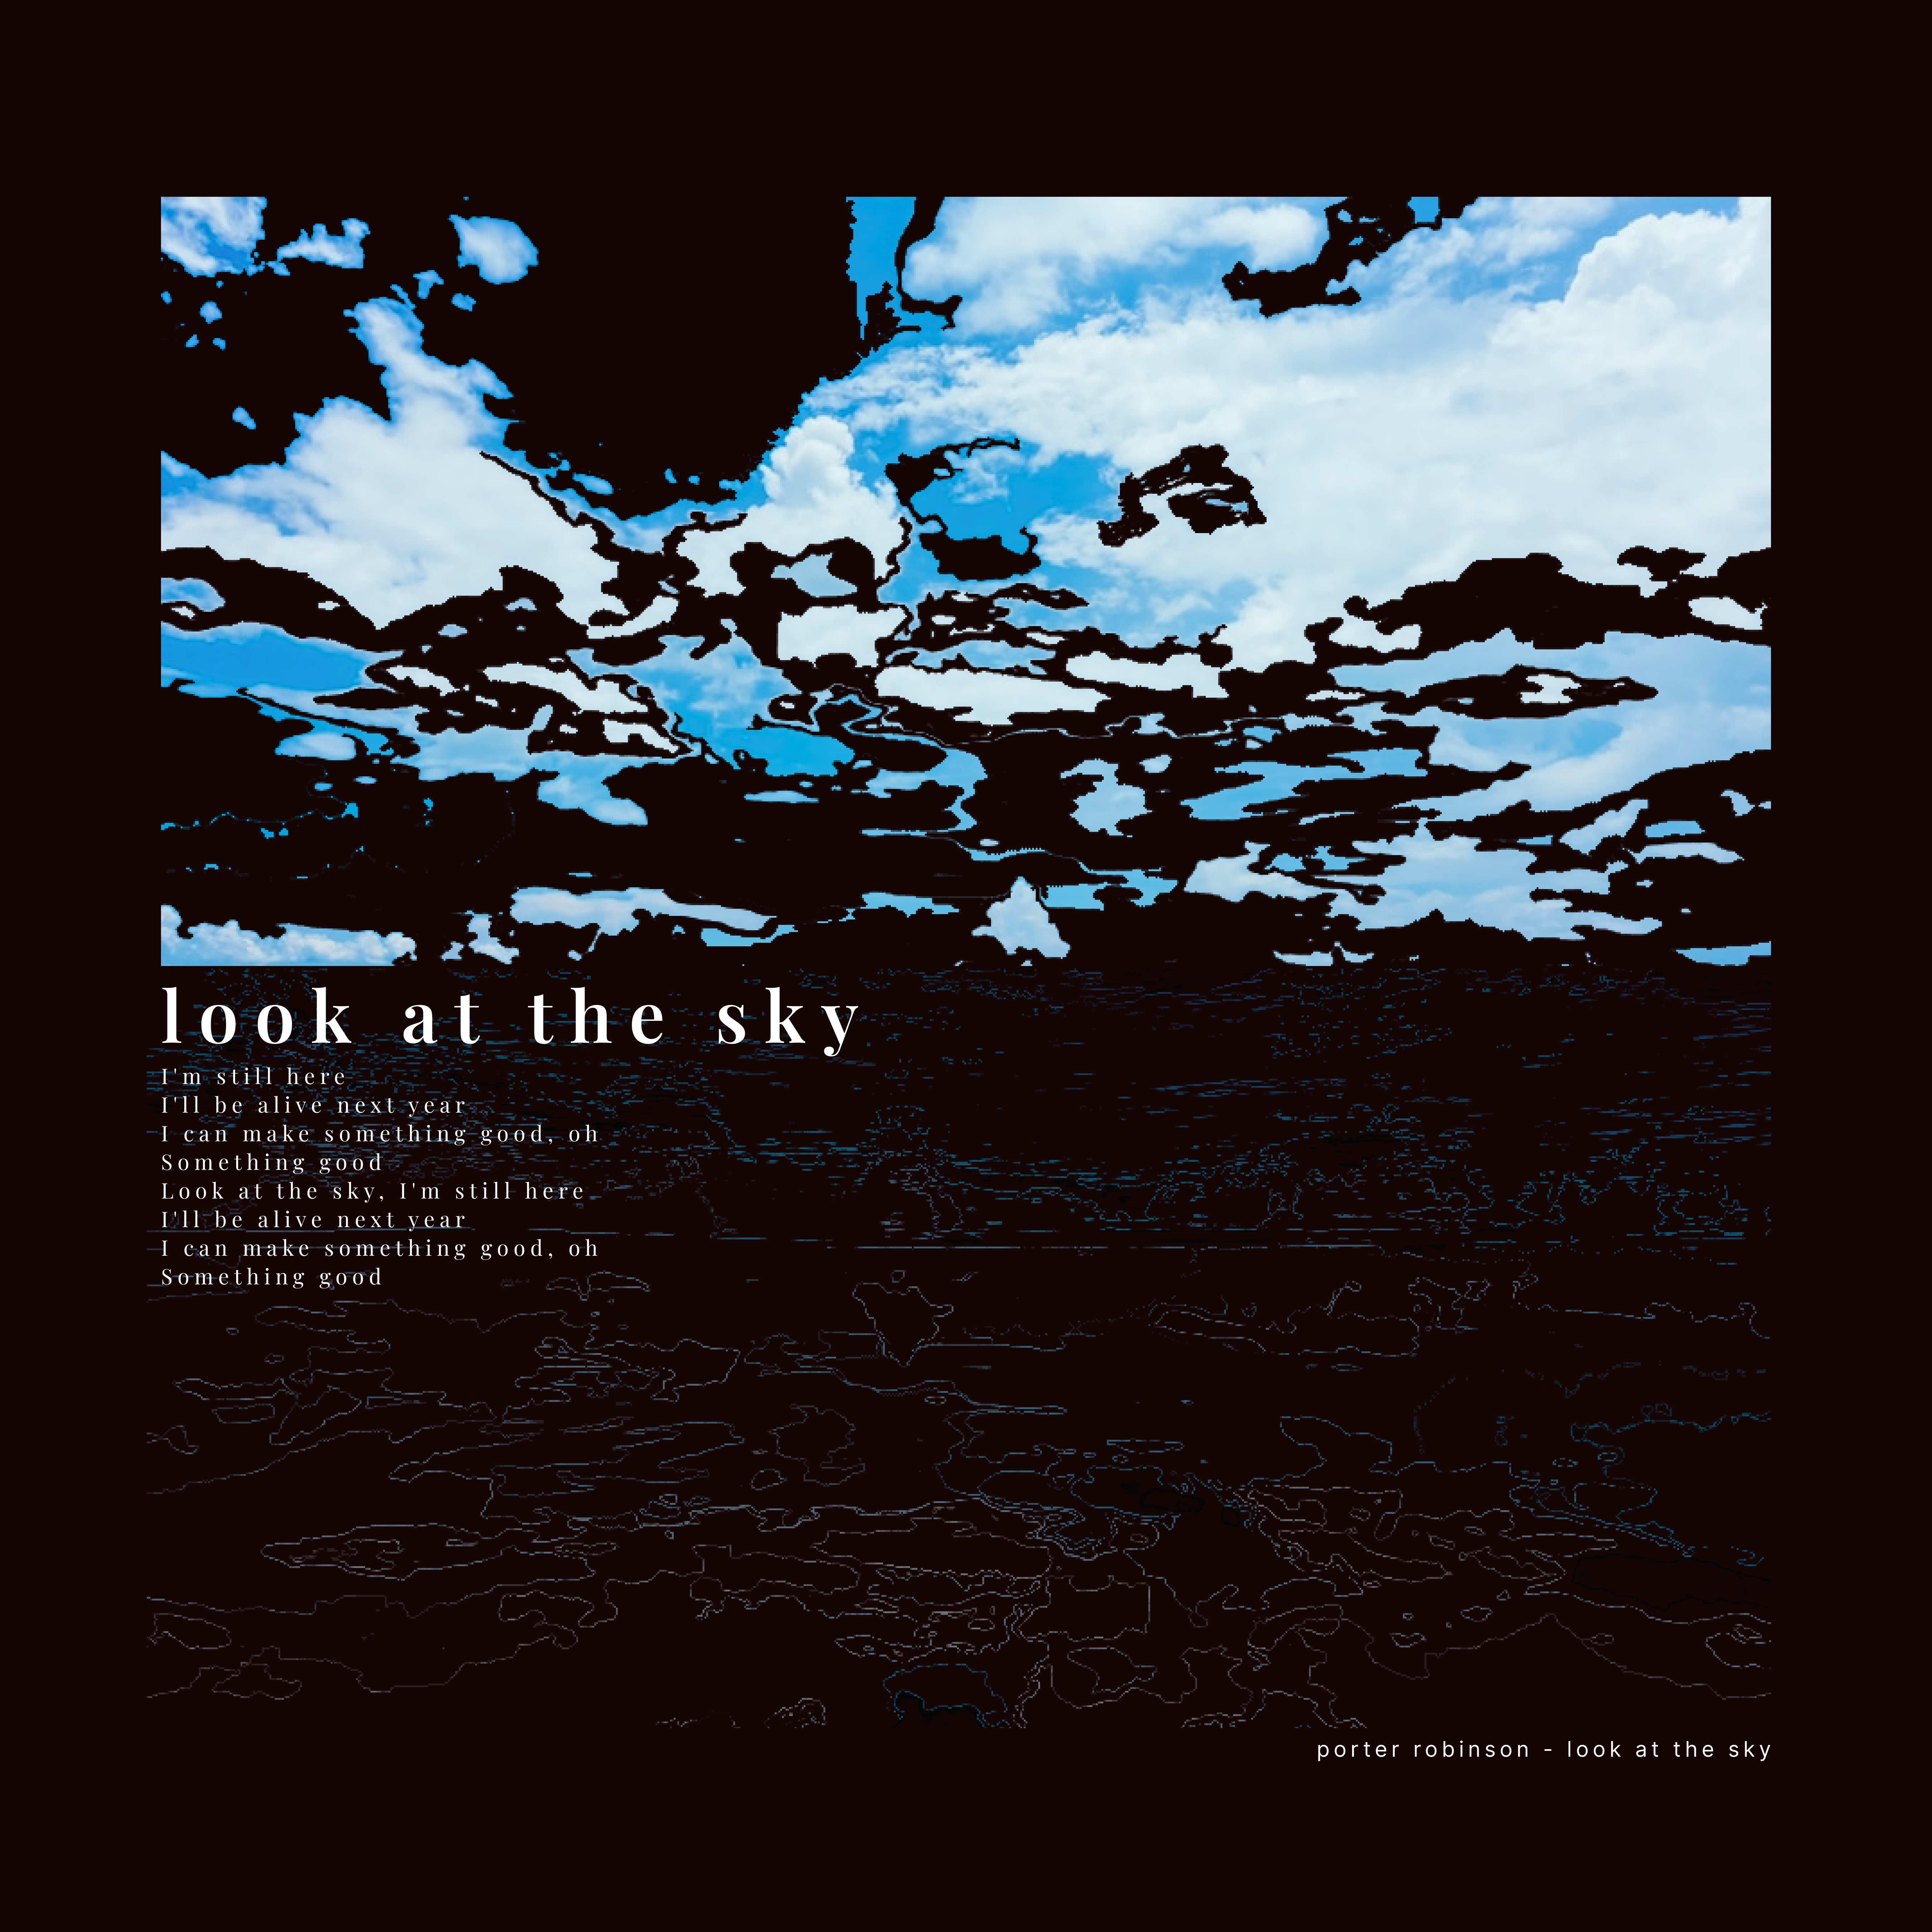 look at the sky
I'm still here
I'll be alive next year
I can make something good, oh
Something good
Look at the sky, I'm still here
I'll be alive next year
I can make something good, oh
Something good
porter robinson - look at the sky